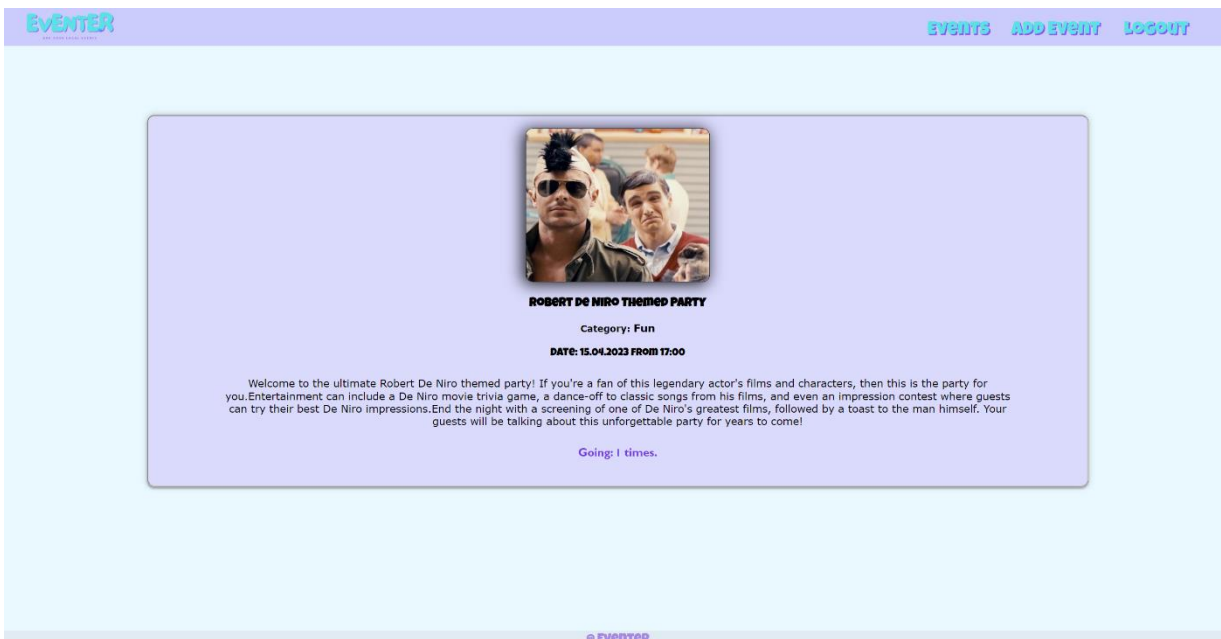 EVENTER
EVENTS ADD EVENT LOGOUT
ROBERT DE NIRO THEMED PARTY
Category: Fun
DATE: 15.04.2023 FROM 17:00
Welcome to the ultimate Robert De Niro themed party! If you're a fan of this legendary actor's films and characters, then this is the party for
you.Entertainment can include a De Niro movie trivia game, a dance-off to classic songs from his films, and even an impression contest where guests
can try their best De Niro impressions.End the night with a screening of one of De Niro's greatest films, followed by a toast to the man himself. Your
guests will be talking about this unforgettable party for years to come!
Going: 1 times.
© EVENTER